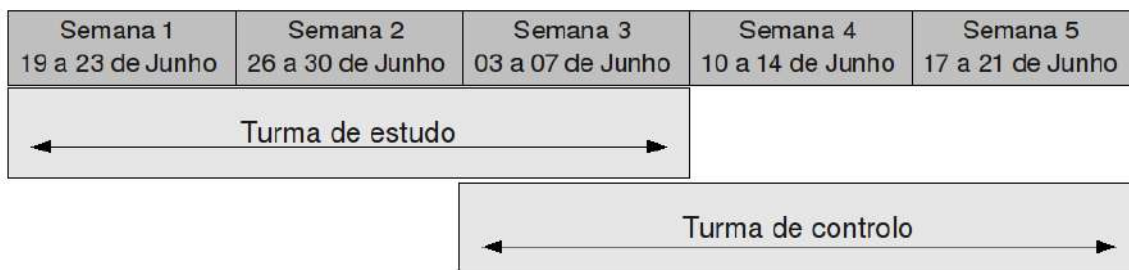 Semana 1 Semana 2 Semana 3 Semana 4 Semana 5
19 a 23 de Junho 26 a 30 de Junho 03 a 07 de Junho 10 a 14 de Junho 17 a 21 de Junho
Turma de estudo
Turma de controlo